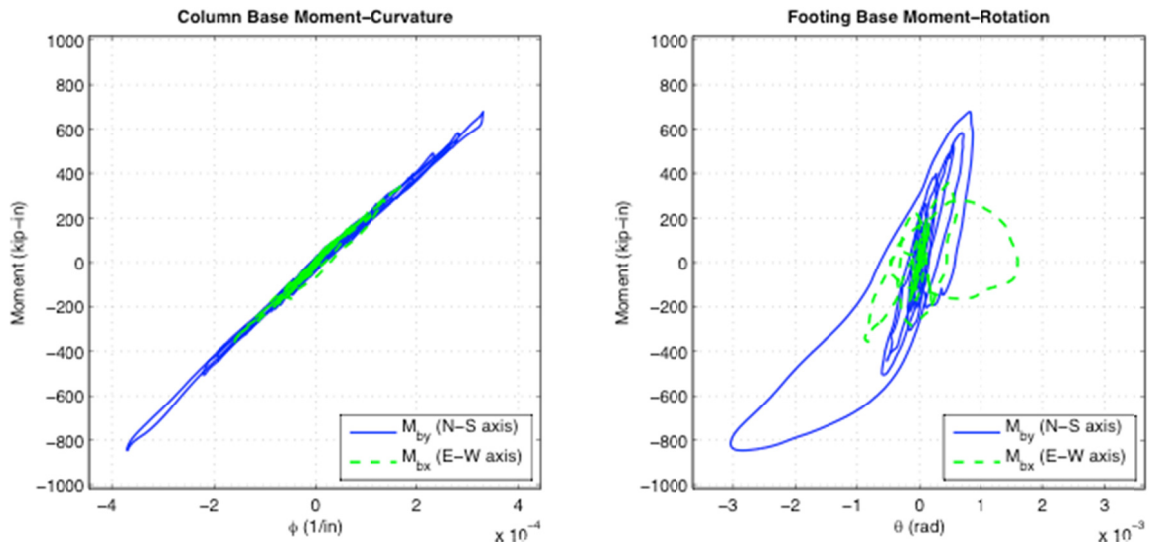 Column Base Moment–Curvature
1000
800
600
400
200
0
−200
−400
−600
−800
−1000
Moment (kip–in)
−4
−2
0
2
4
ϕ (1/in)
x 10⁻⁴
M_by (N–S axis)
M_bx (E–W axis)
Footing Base Moment–Rotation
1000
800
600
400
200
0
−200
−400
−600
−800
−1000
Moment (kip–in)
−3
−2
−1
0
1
2
3
θ (rad)
x 10⁻³
M_by (N–S axis)
M_bx (E–W axis)